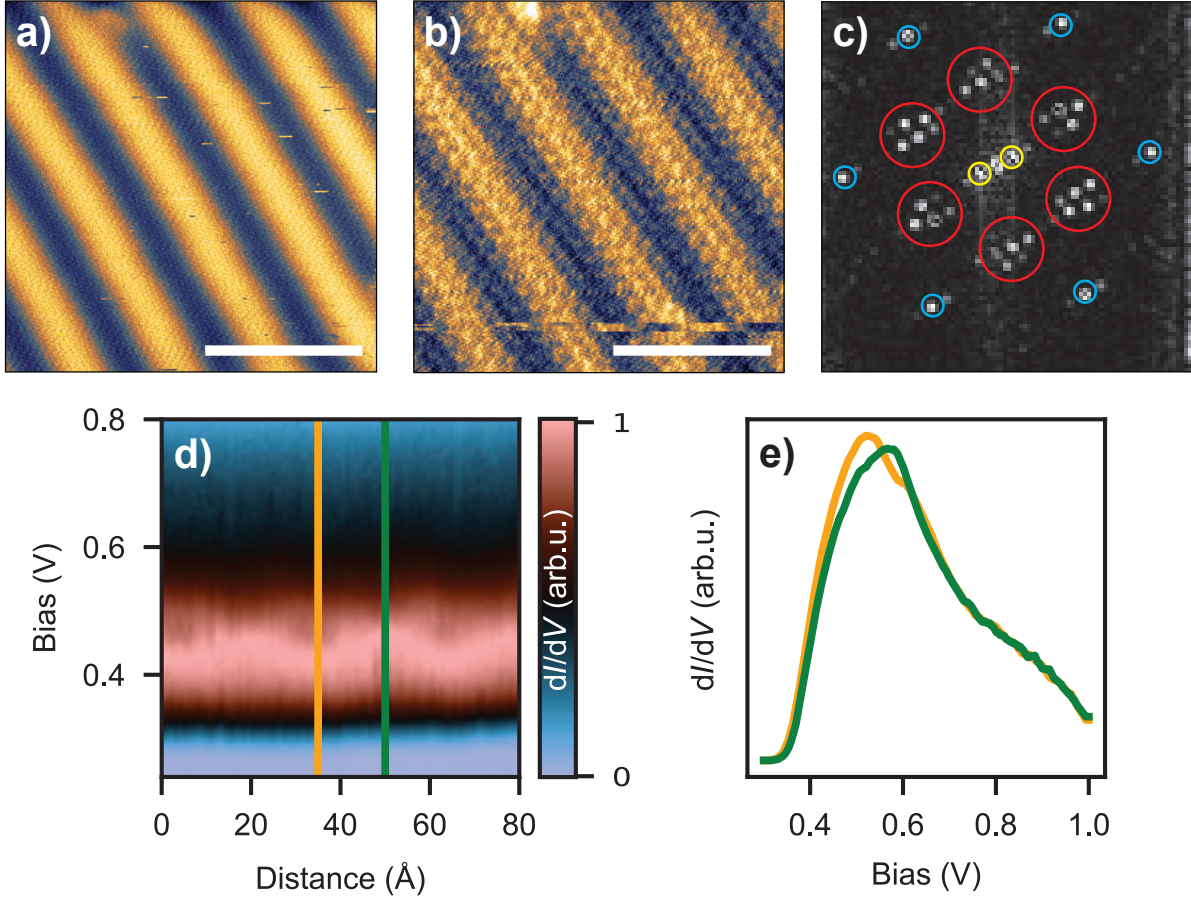 a)
b)
c)
d)
e)
0.8
0.6
0.4
Bias (V)
0
20
40
60
80
Distance (Å)
1
0
dI/dV (arb.u.)
dI/dV (arb.u.)
0.4
0.6
0.8
1.0
Bias (V)